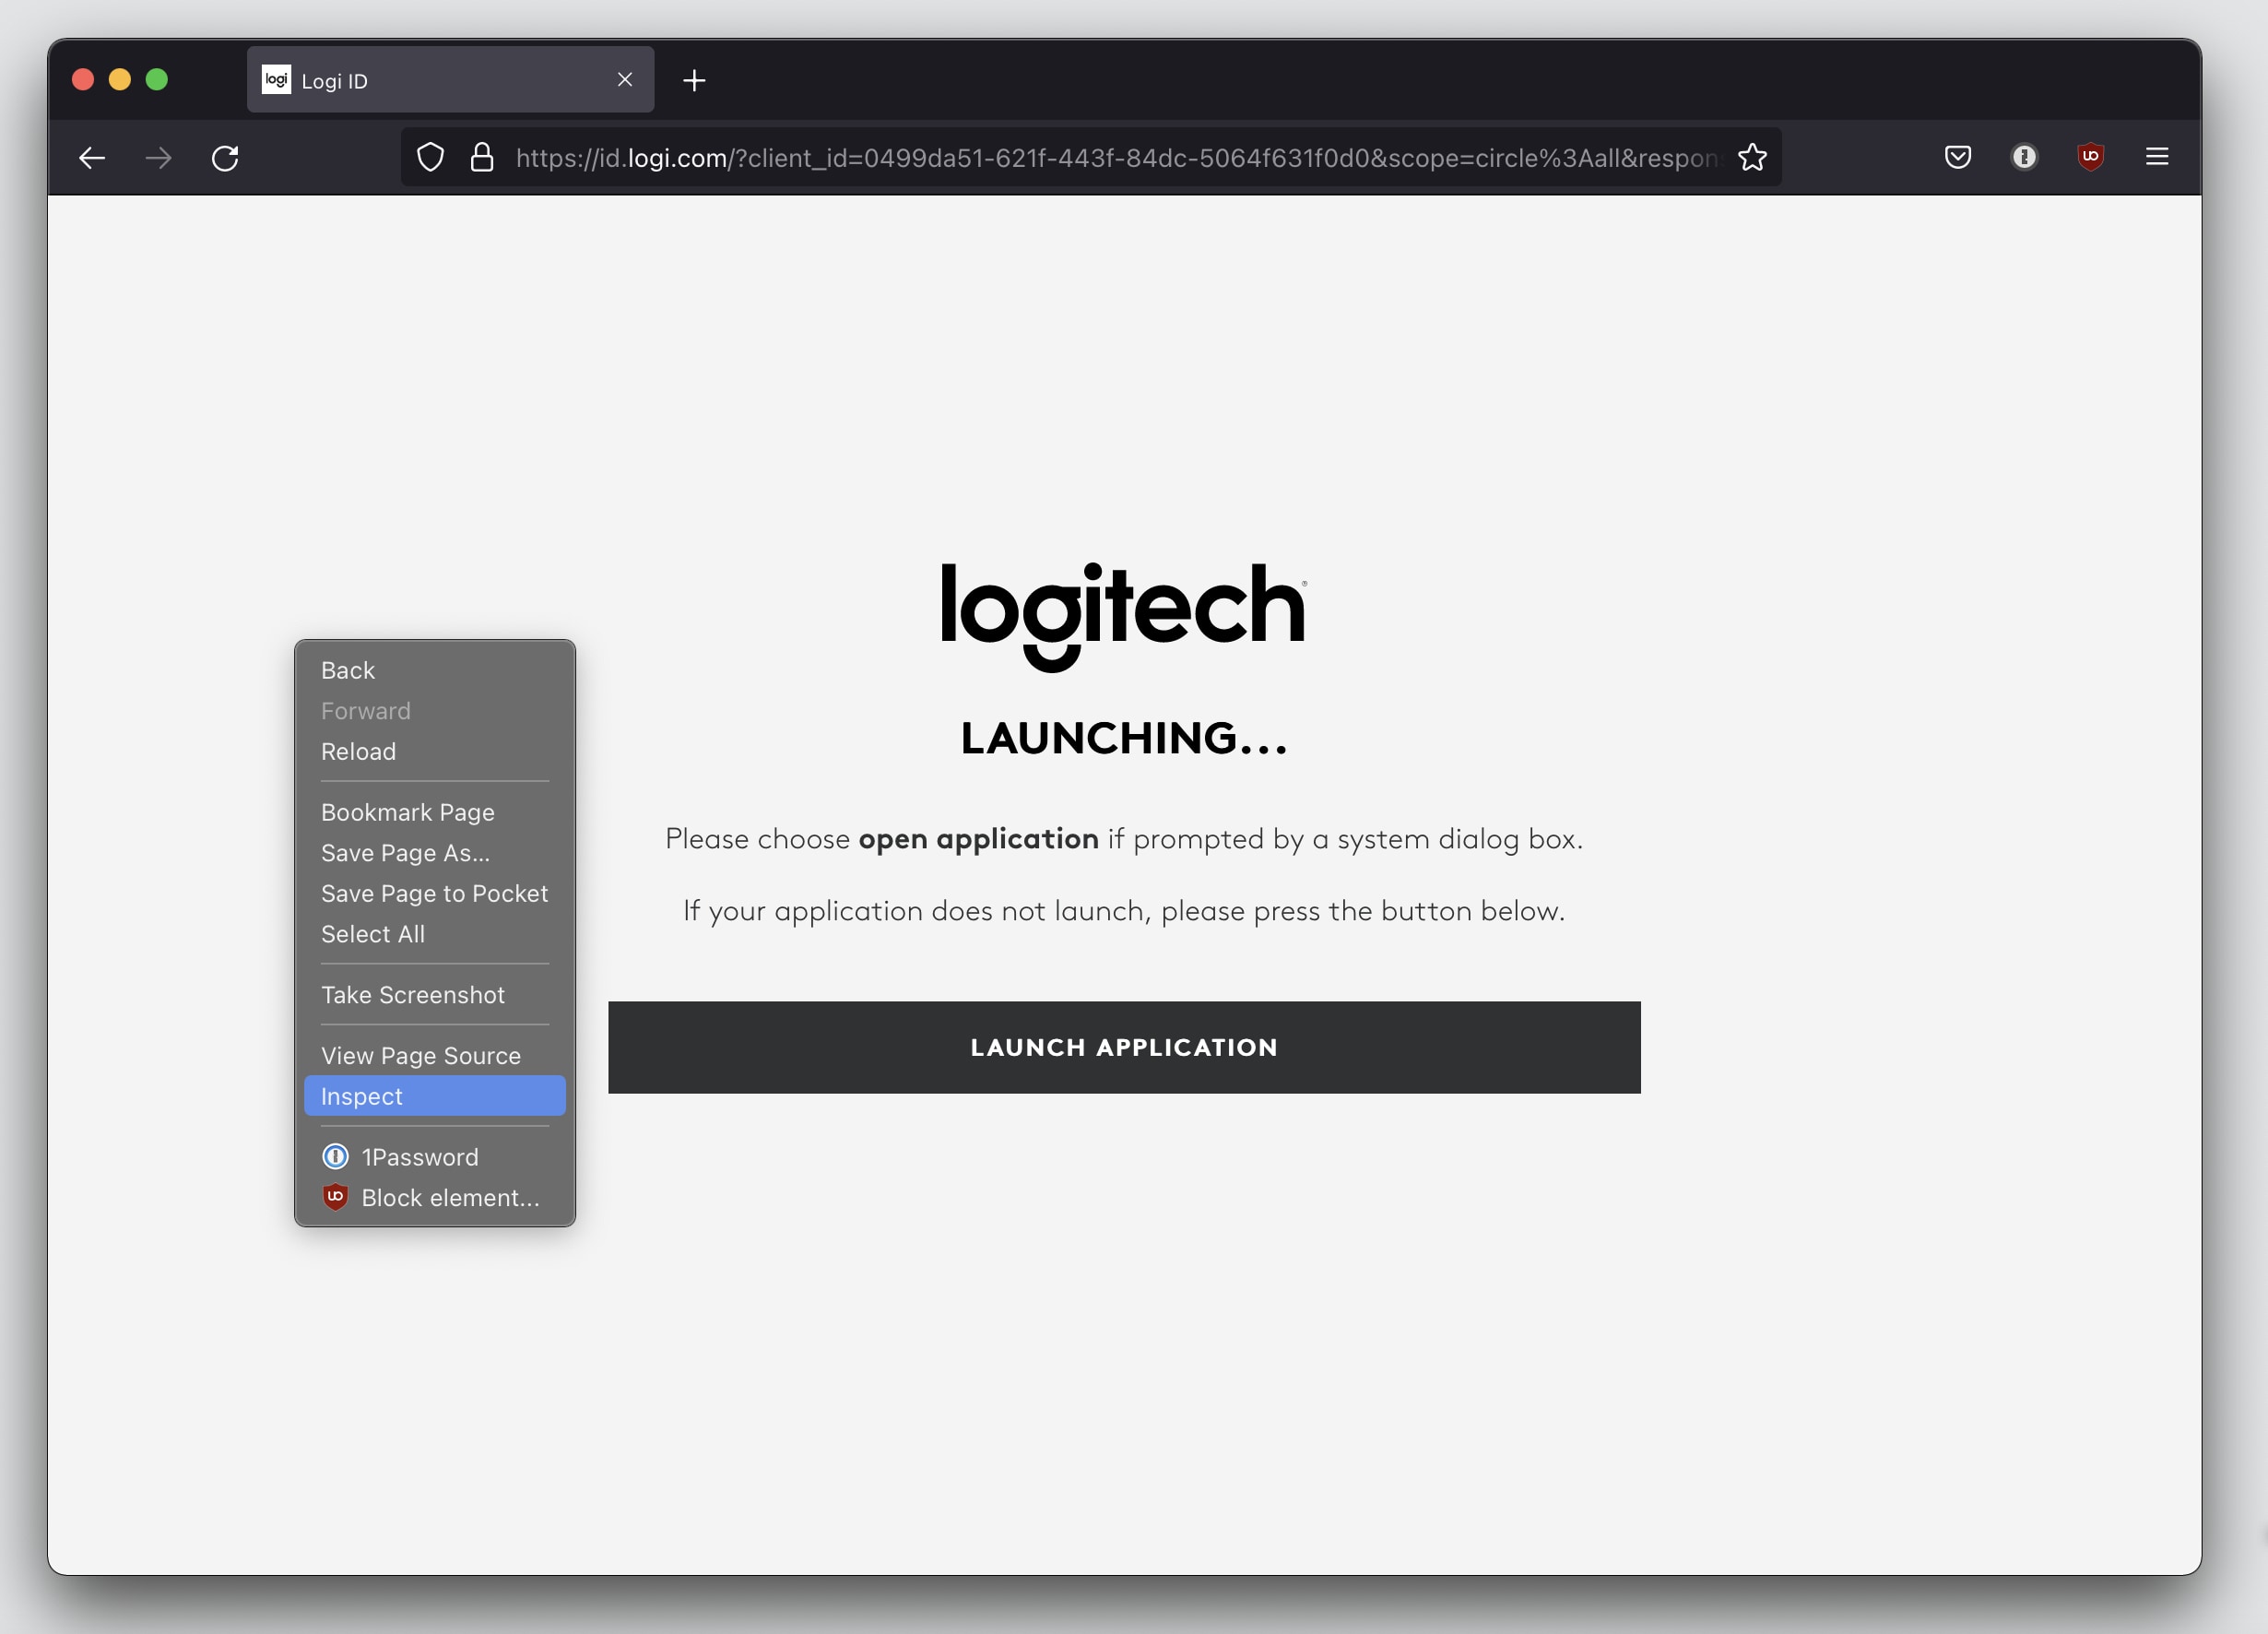 logi Logi ID
https://id.logi.com/?client_id=0499da51-621f-443f-84dc-5064f631f0d0&scope=circle%3Aall&respon
logitech
LAUNCHING...
Please choose open application if prompted by a system dialog box.
If your application does not launch, please press the button below.
LAUNCH APPLICATION
Back
Forward
Reload
Bookmark Page
Save Page As...
Save Page to Pocket
Select All
Take Screenshot
View Page Source
Inspect
1Password
Block element...